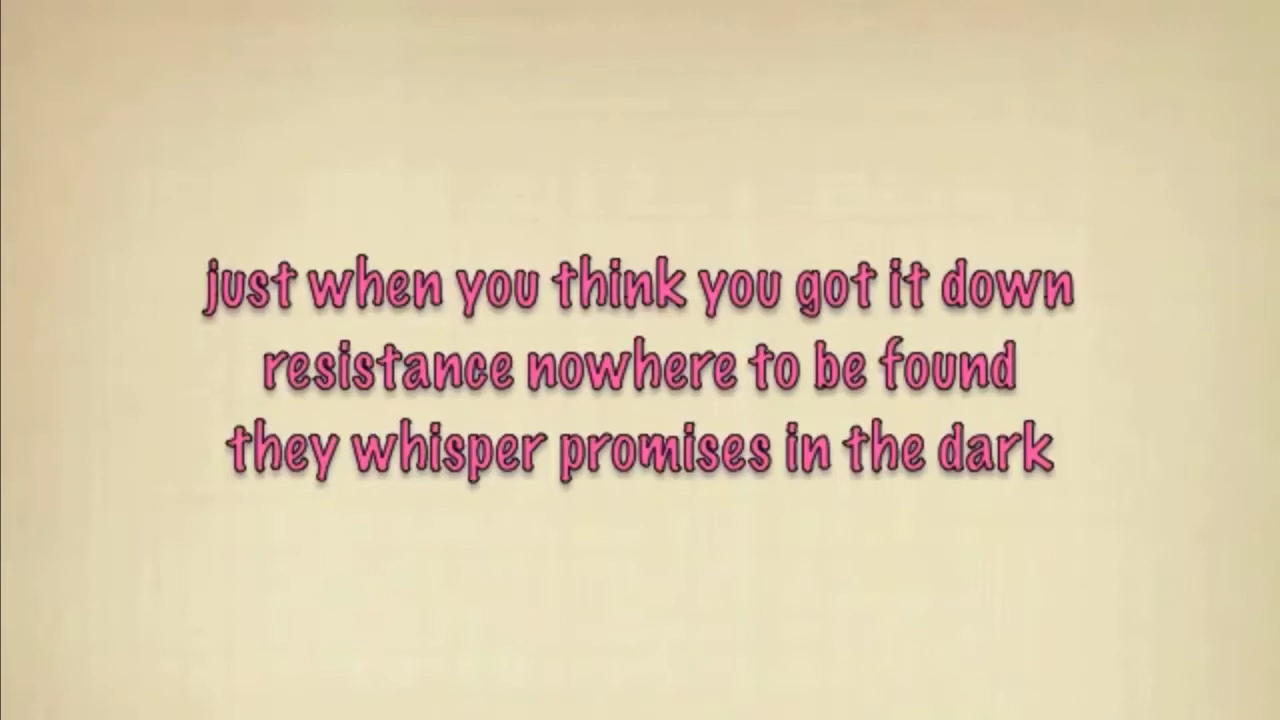 just when you think you got it down
resistance nowhere to be found
they whisper promises in the dark